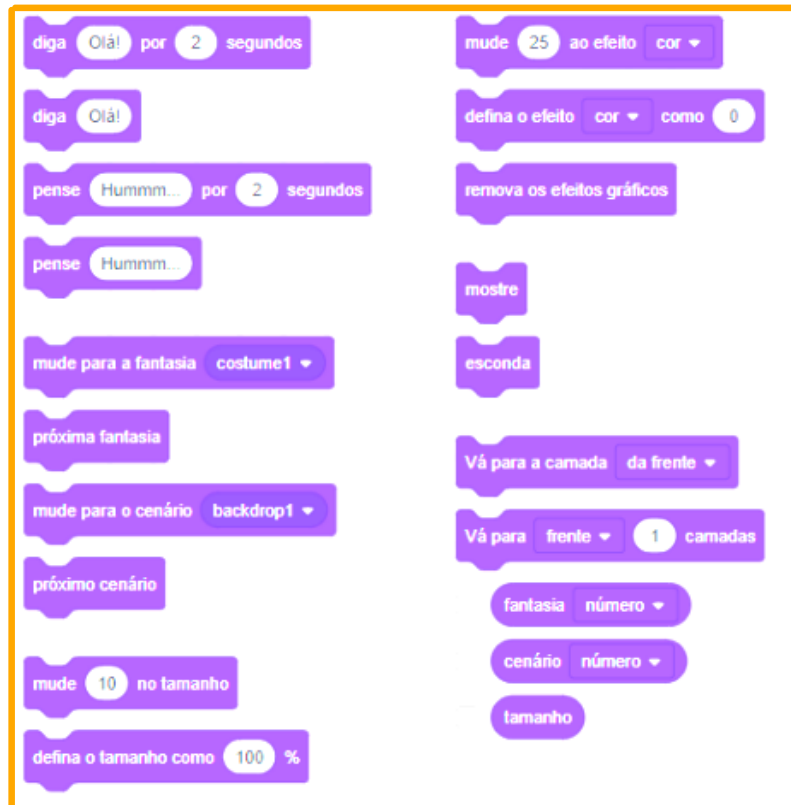 diga Olá! por 2 segundos
diga Olá!
pense Hummm... por 2 segundos
pense Hummm...
mude para a fantasia costume1
próxima fantasia
mude para o cenário backdrop1
próximo cenário
mude 10 no tamanho
defina o tamanho como 100 %
mude 25 ao efeito cor
defina o efeito cor como 0
remova os efeitos gráficos
mostre
esconda
Vá para a camada da frente
Vá para frente 1 camadas
fantasia número
cenário número
tamanho